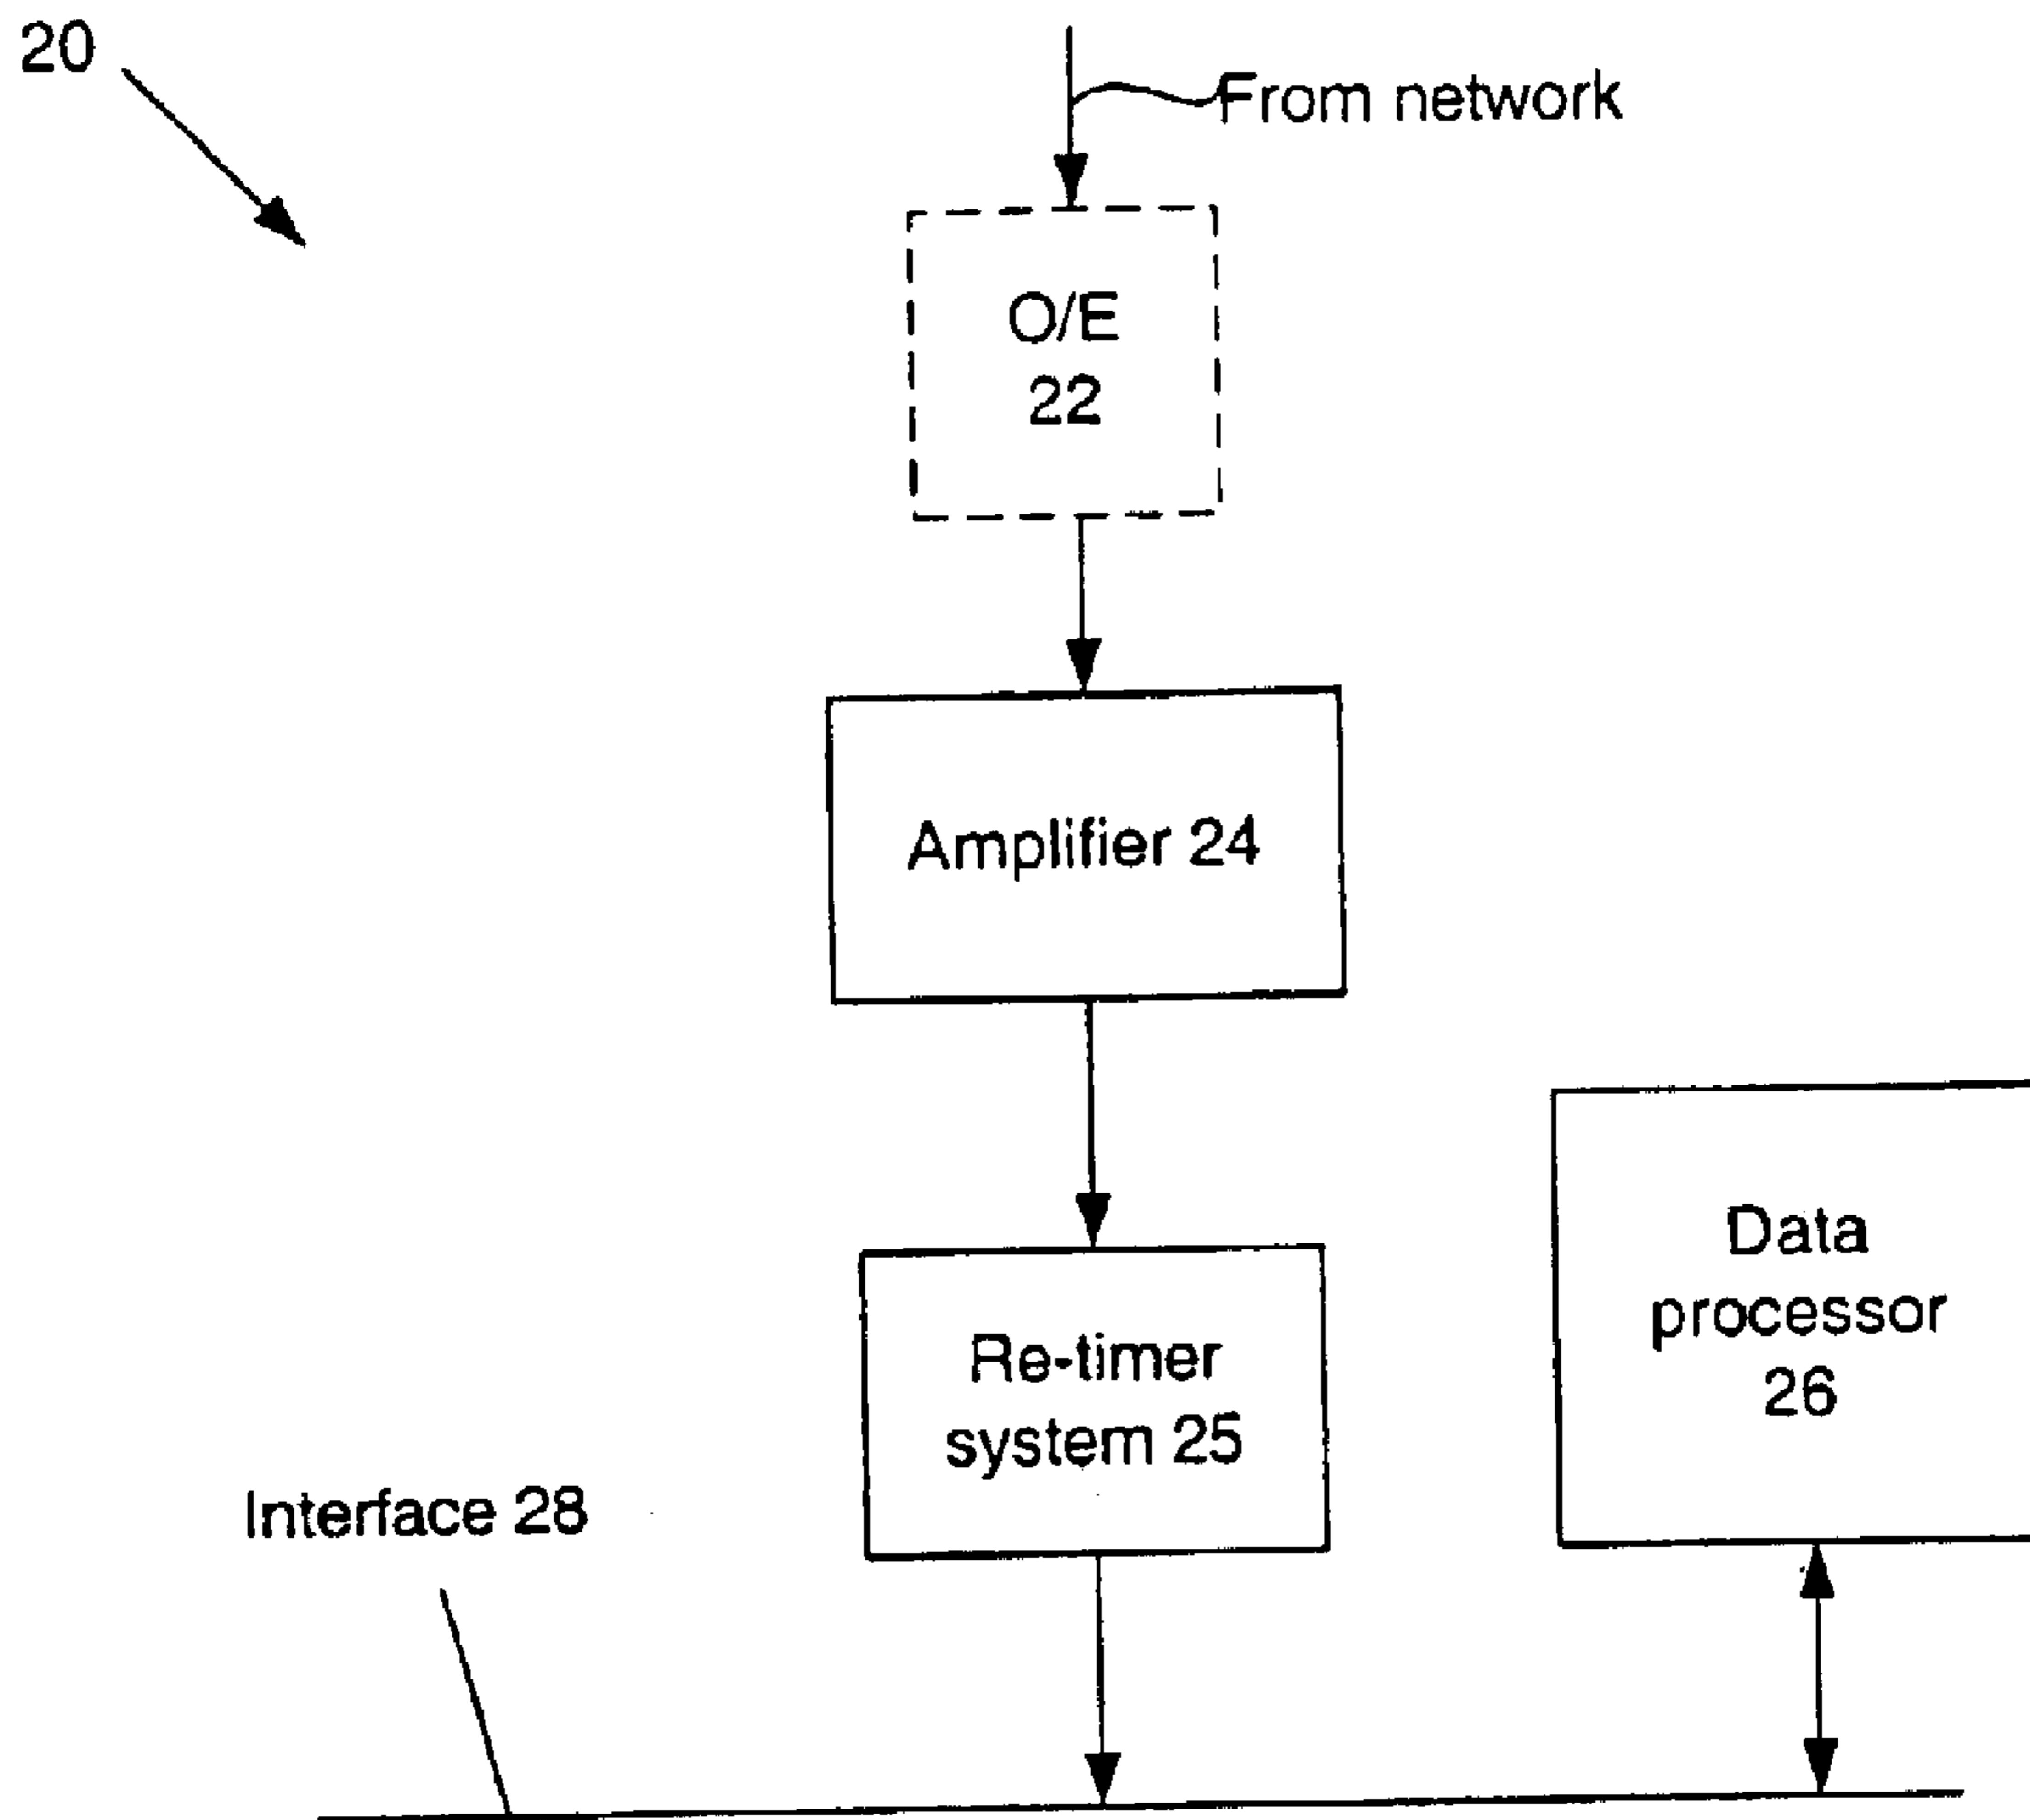 20
From network
O/E
22
Amplifier 24
Data
processor
26
Re-timer
system 25
Interface 28